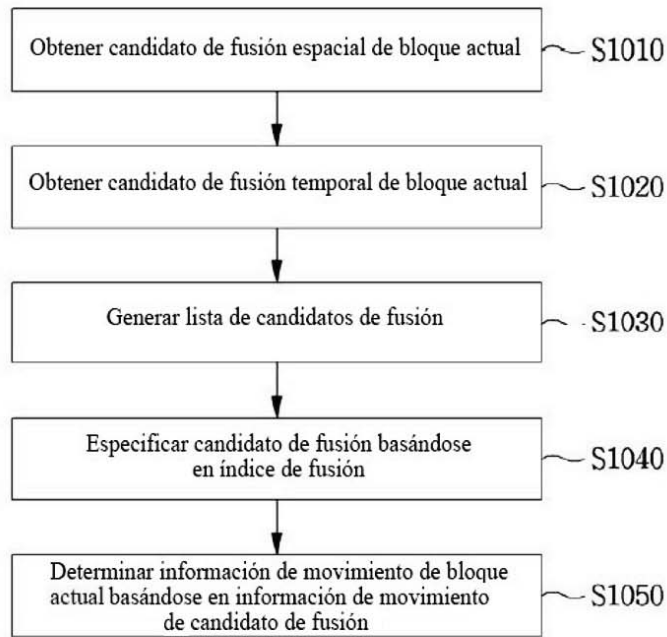 Obtener candidato de fusión espacial de bloque actual
S1010
Obtener candidato de fusión temporal de bloque actual
S1020
Generar lista de candidatos de fusión
S1030
Especificar candidato de fusión basándose
en índice de fusión
S1040
Determinar información de movimiento de bloque
actual basándose en información de movimiento
de candidato de fusión
S1050